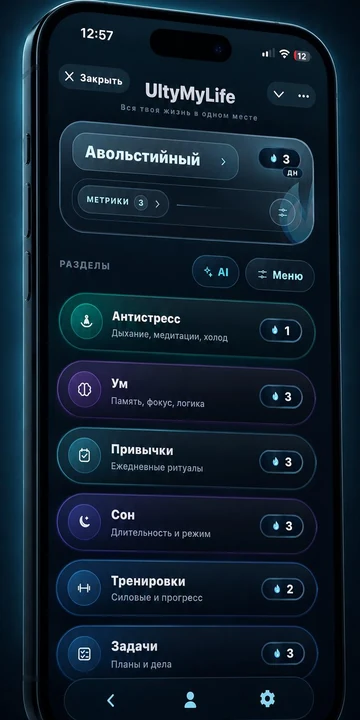 12:57
12
Закрыть
UltyMyLife
Вся твоя жизнь в одном месте
Авольстийный
3
ДН
МЕТРИКИ 3
РАЗДЕЛЫ
AI
Меню
Антистресс
Дыхание, медитации, холод
1
Ум
Память, фокус, логика
3
Привычки
Ежедневные ритуалы
3
Сон
Длительность и режим
3
Тренировки
Силовые и прогресс
2
Задачи
Планы и дела
3